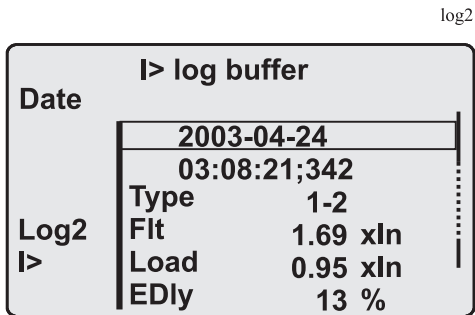 log2
I> log buffer
Date
2003-04-24
03:08:21;342
Type 1-2
Log2 Flt 1.69 xIn
I> Load 0.95 xIn
EDly 13 %